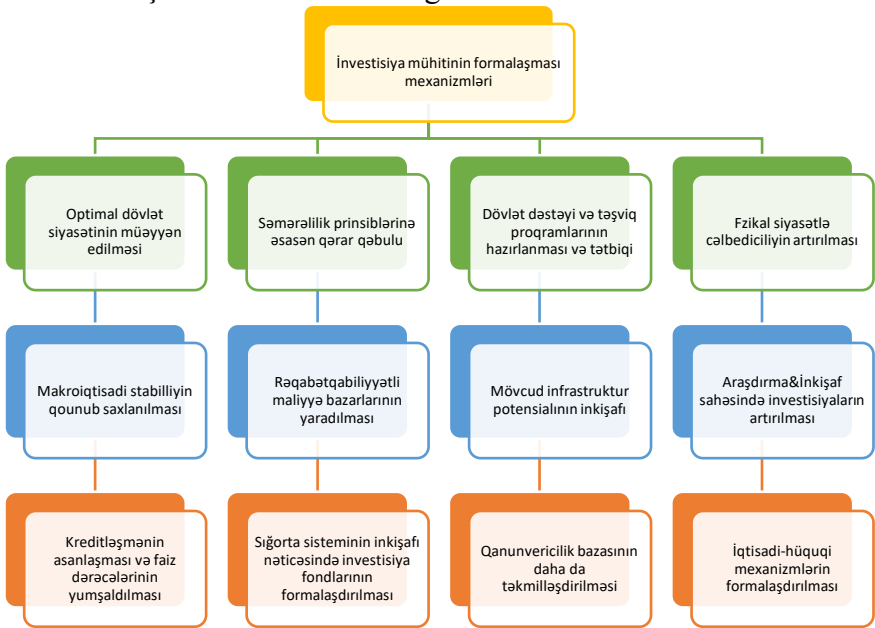 İnvestisiya mühitinin formalaşması
mexanizmləri
Optimal dövlət
siyasətinin müəyyən
edilməsi
Səmərəlilik prinsiblərinə
əsasən qərar qəbulu
Dövlət dəstəyi və təşviq
proqramlarının
hazırlanması və tətbiqi
Fzikal siyasətlə
cəlbediciliyin artırılması
Makroiqtisadi stabilliyin
qounub saxlanılması
Rəqabətqabiliyyətli
maliyyə bazarlarının
yaradılması
Mövcud infrastruktur
potensialının inkişafı
Araşdırma&İnkişaf
sahəsində investisiyaların
artırılması
Kreditləşmənin
asanlaşması və faiz
dərəcələrinin
yumşaldılması
Sığorta sisteminin inkişafı
nəticəsində investisiya
fondlarının
formalaşdırılması
Qanunvericilik bazasının
daha da
təkmilləşdirilməsi
İqtisadi-hüquqi
mexanizmlərin
formalaşdırılması